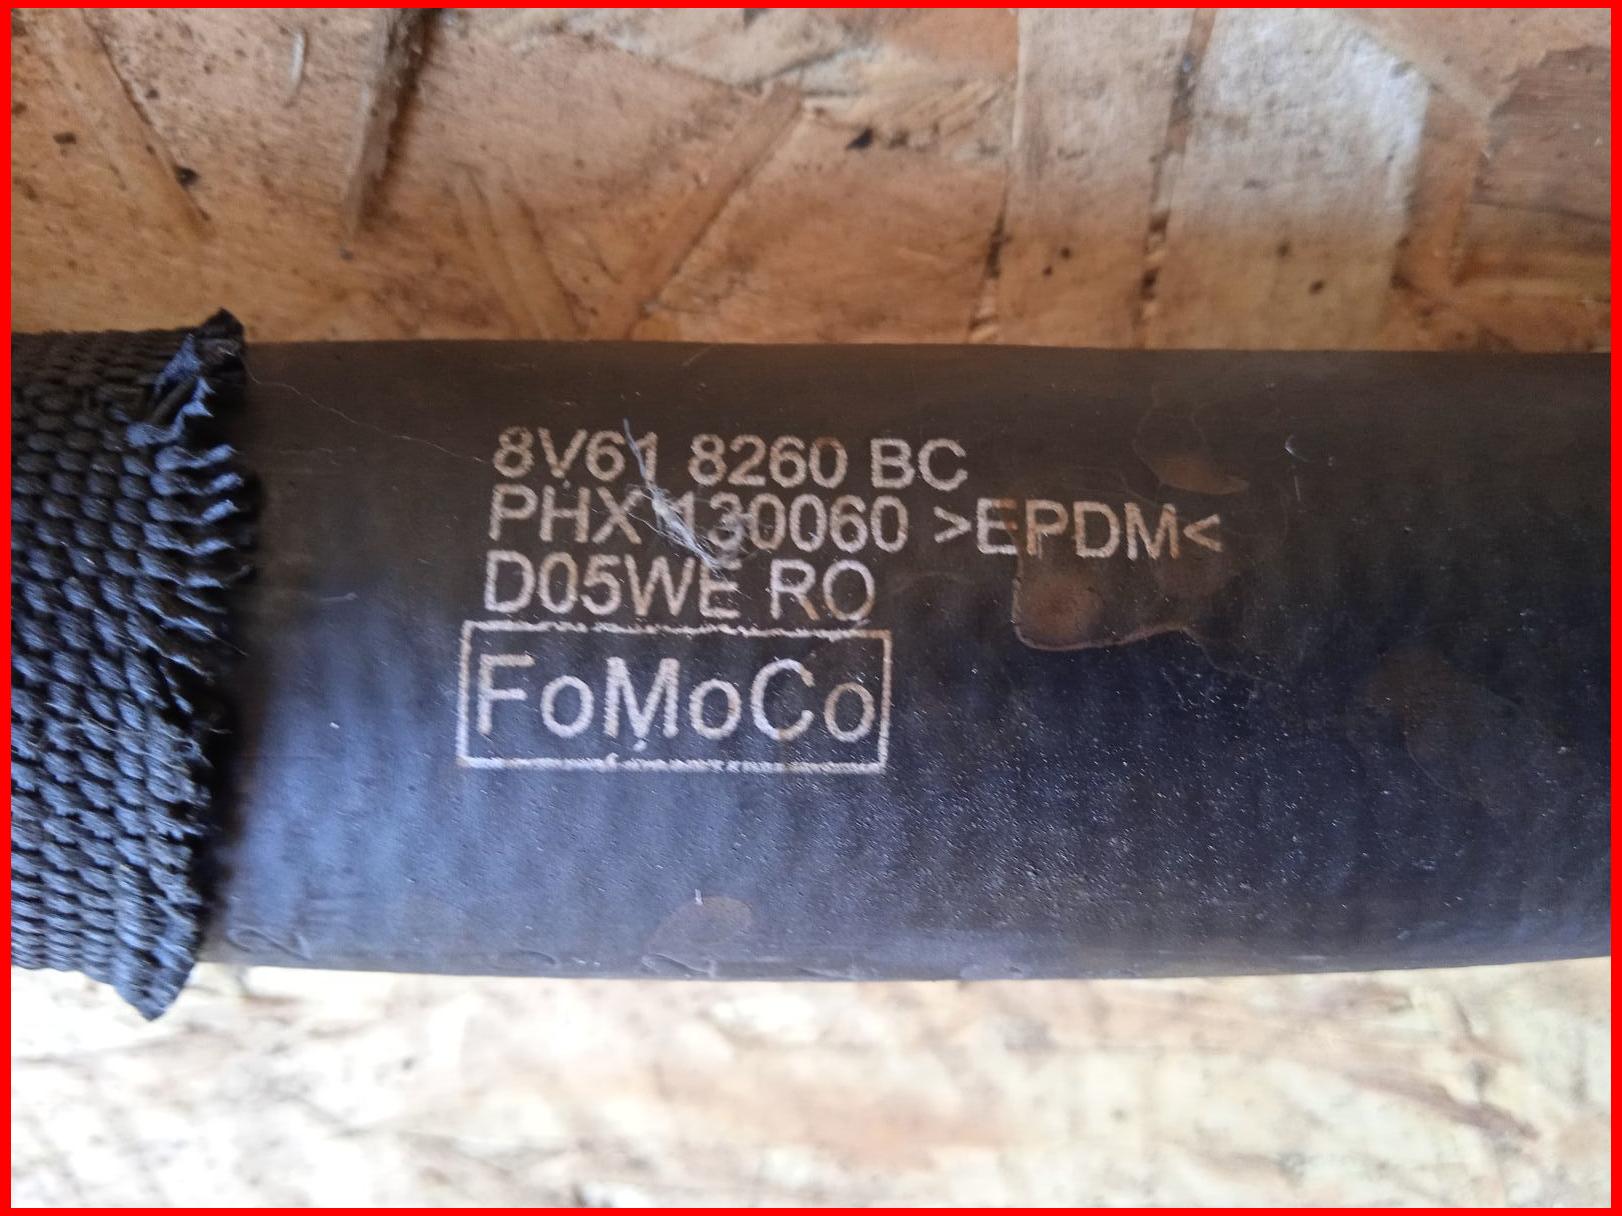 8V61 8260 BC
PHX 130060 >EPDM<
D05WE RO
FoMoCo